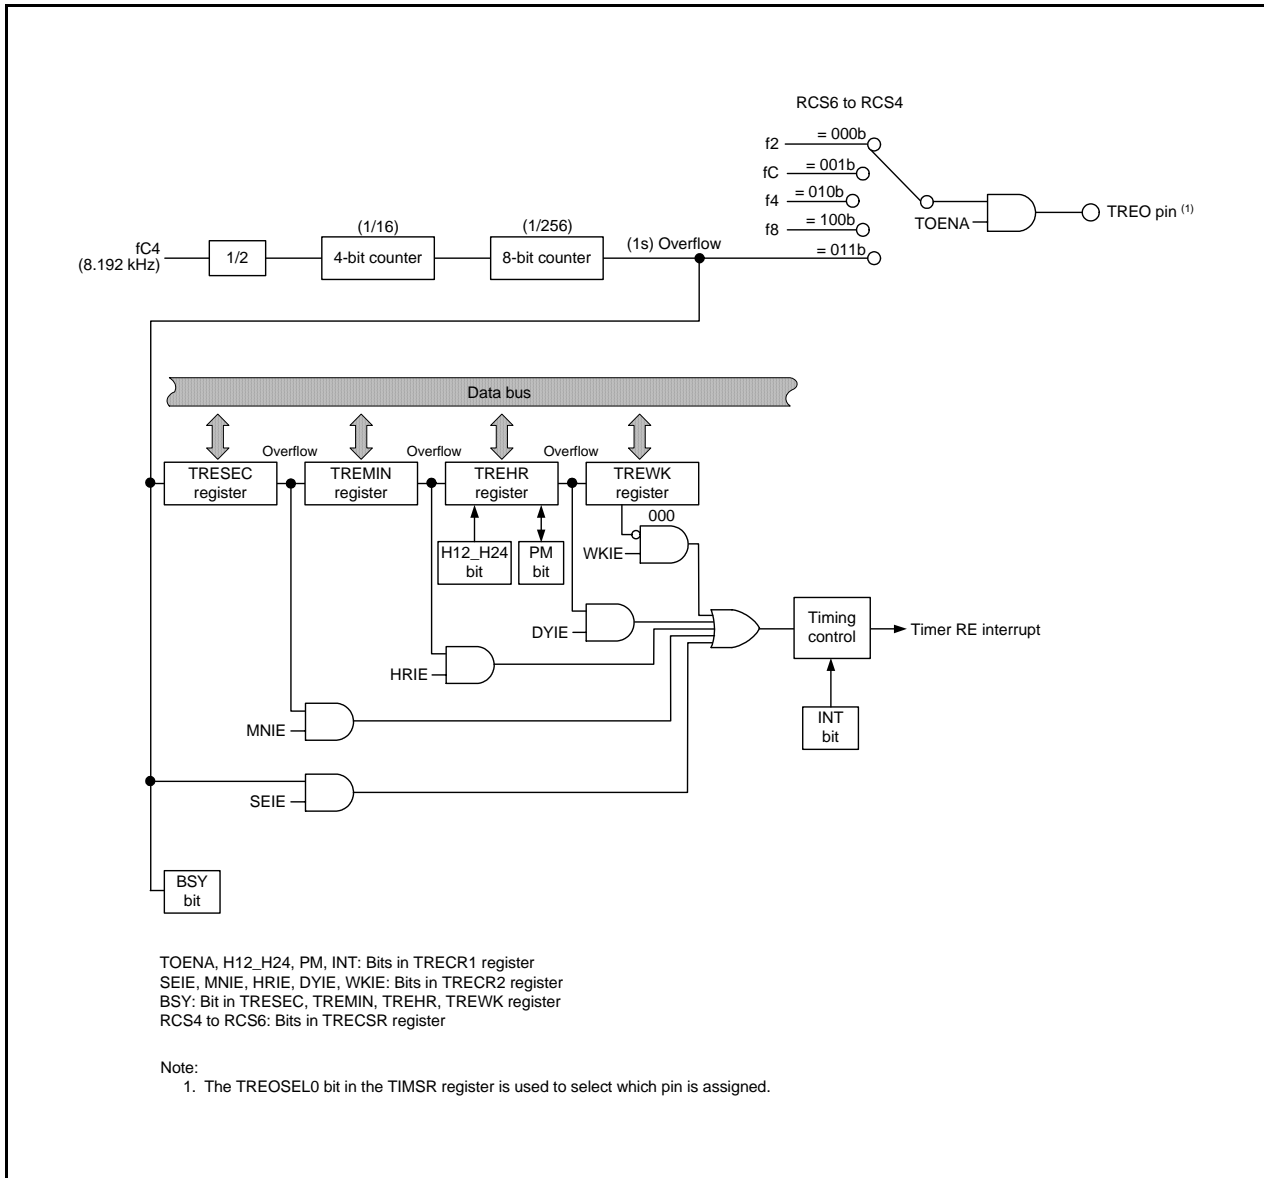 RCS6 to RCS4
f2
= 000b
fC
= 001b
f4
= 010b
f8
= 100b
= 011b
TOENA
TREO pin (1)
fC4
(8.192 kHz)
1/2
(1/16)
4-bit counter
(1/256)
8-bit counter
(1s) Overflow
Data bus
Overflow
Overflow
Overflow
TRESEC
register
TREMIN
register
TREHR
register
TREWK
register
000
H12_H24
bit
PM
bit
WKIE
DYIE
HRIE
MNIE
SEIE
Timing
control
Timer RE interrupt
INT
bit
BSY
bit
TOENA, H12_H24, PM, INT: Bits in TRECR1 register
SEIE, MNIE, HRIE, DYIE, WKIE: Bits in TRECR2 register
BSY: Bit in TRESEC, TREMIN, TREHR, TREWK register
RCS4 to RCS6: Bits in TRECSR register
Note:
1. The TREOSEL0 bit in the TIMSR register is used to select which pin is assigned.